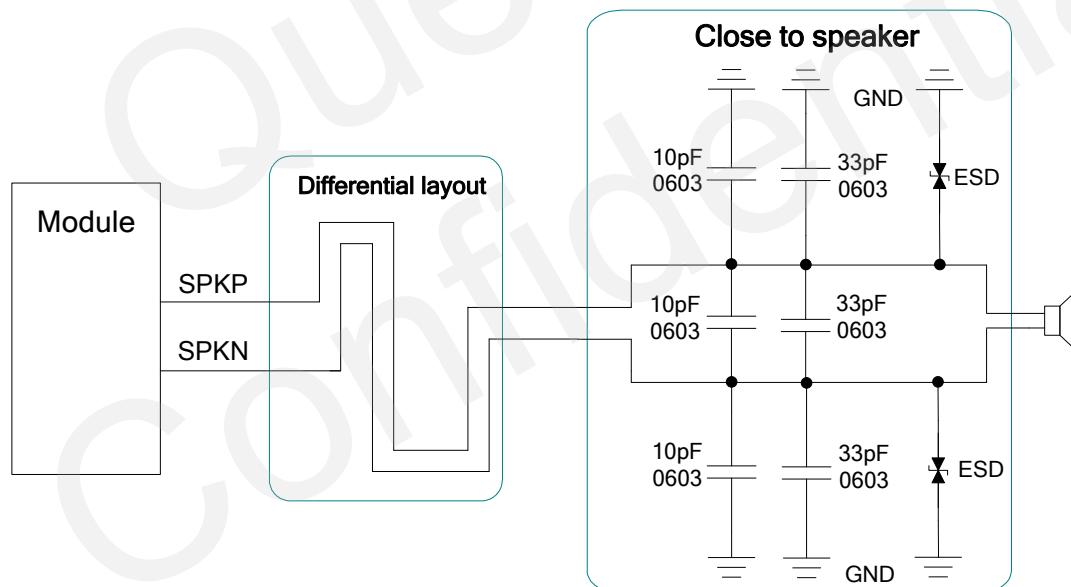 Close to speaker
GND
10pF
0603
33pF
0603
ESD
Differential layout
Module
SPKP
SPKN
10pF
0603
33pF
0603
10pF
0603
33pF
0603
ESD
GND
Confidential